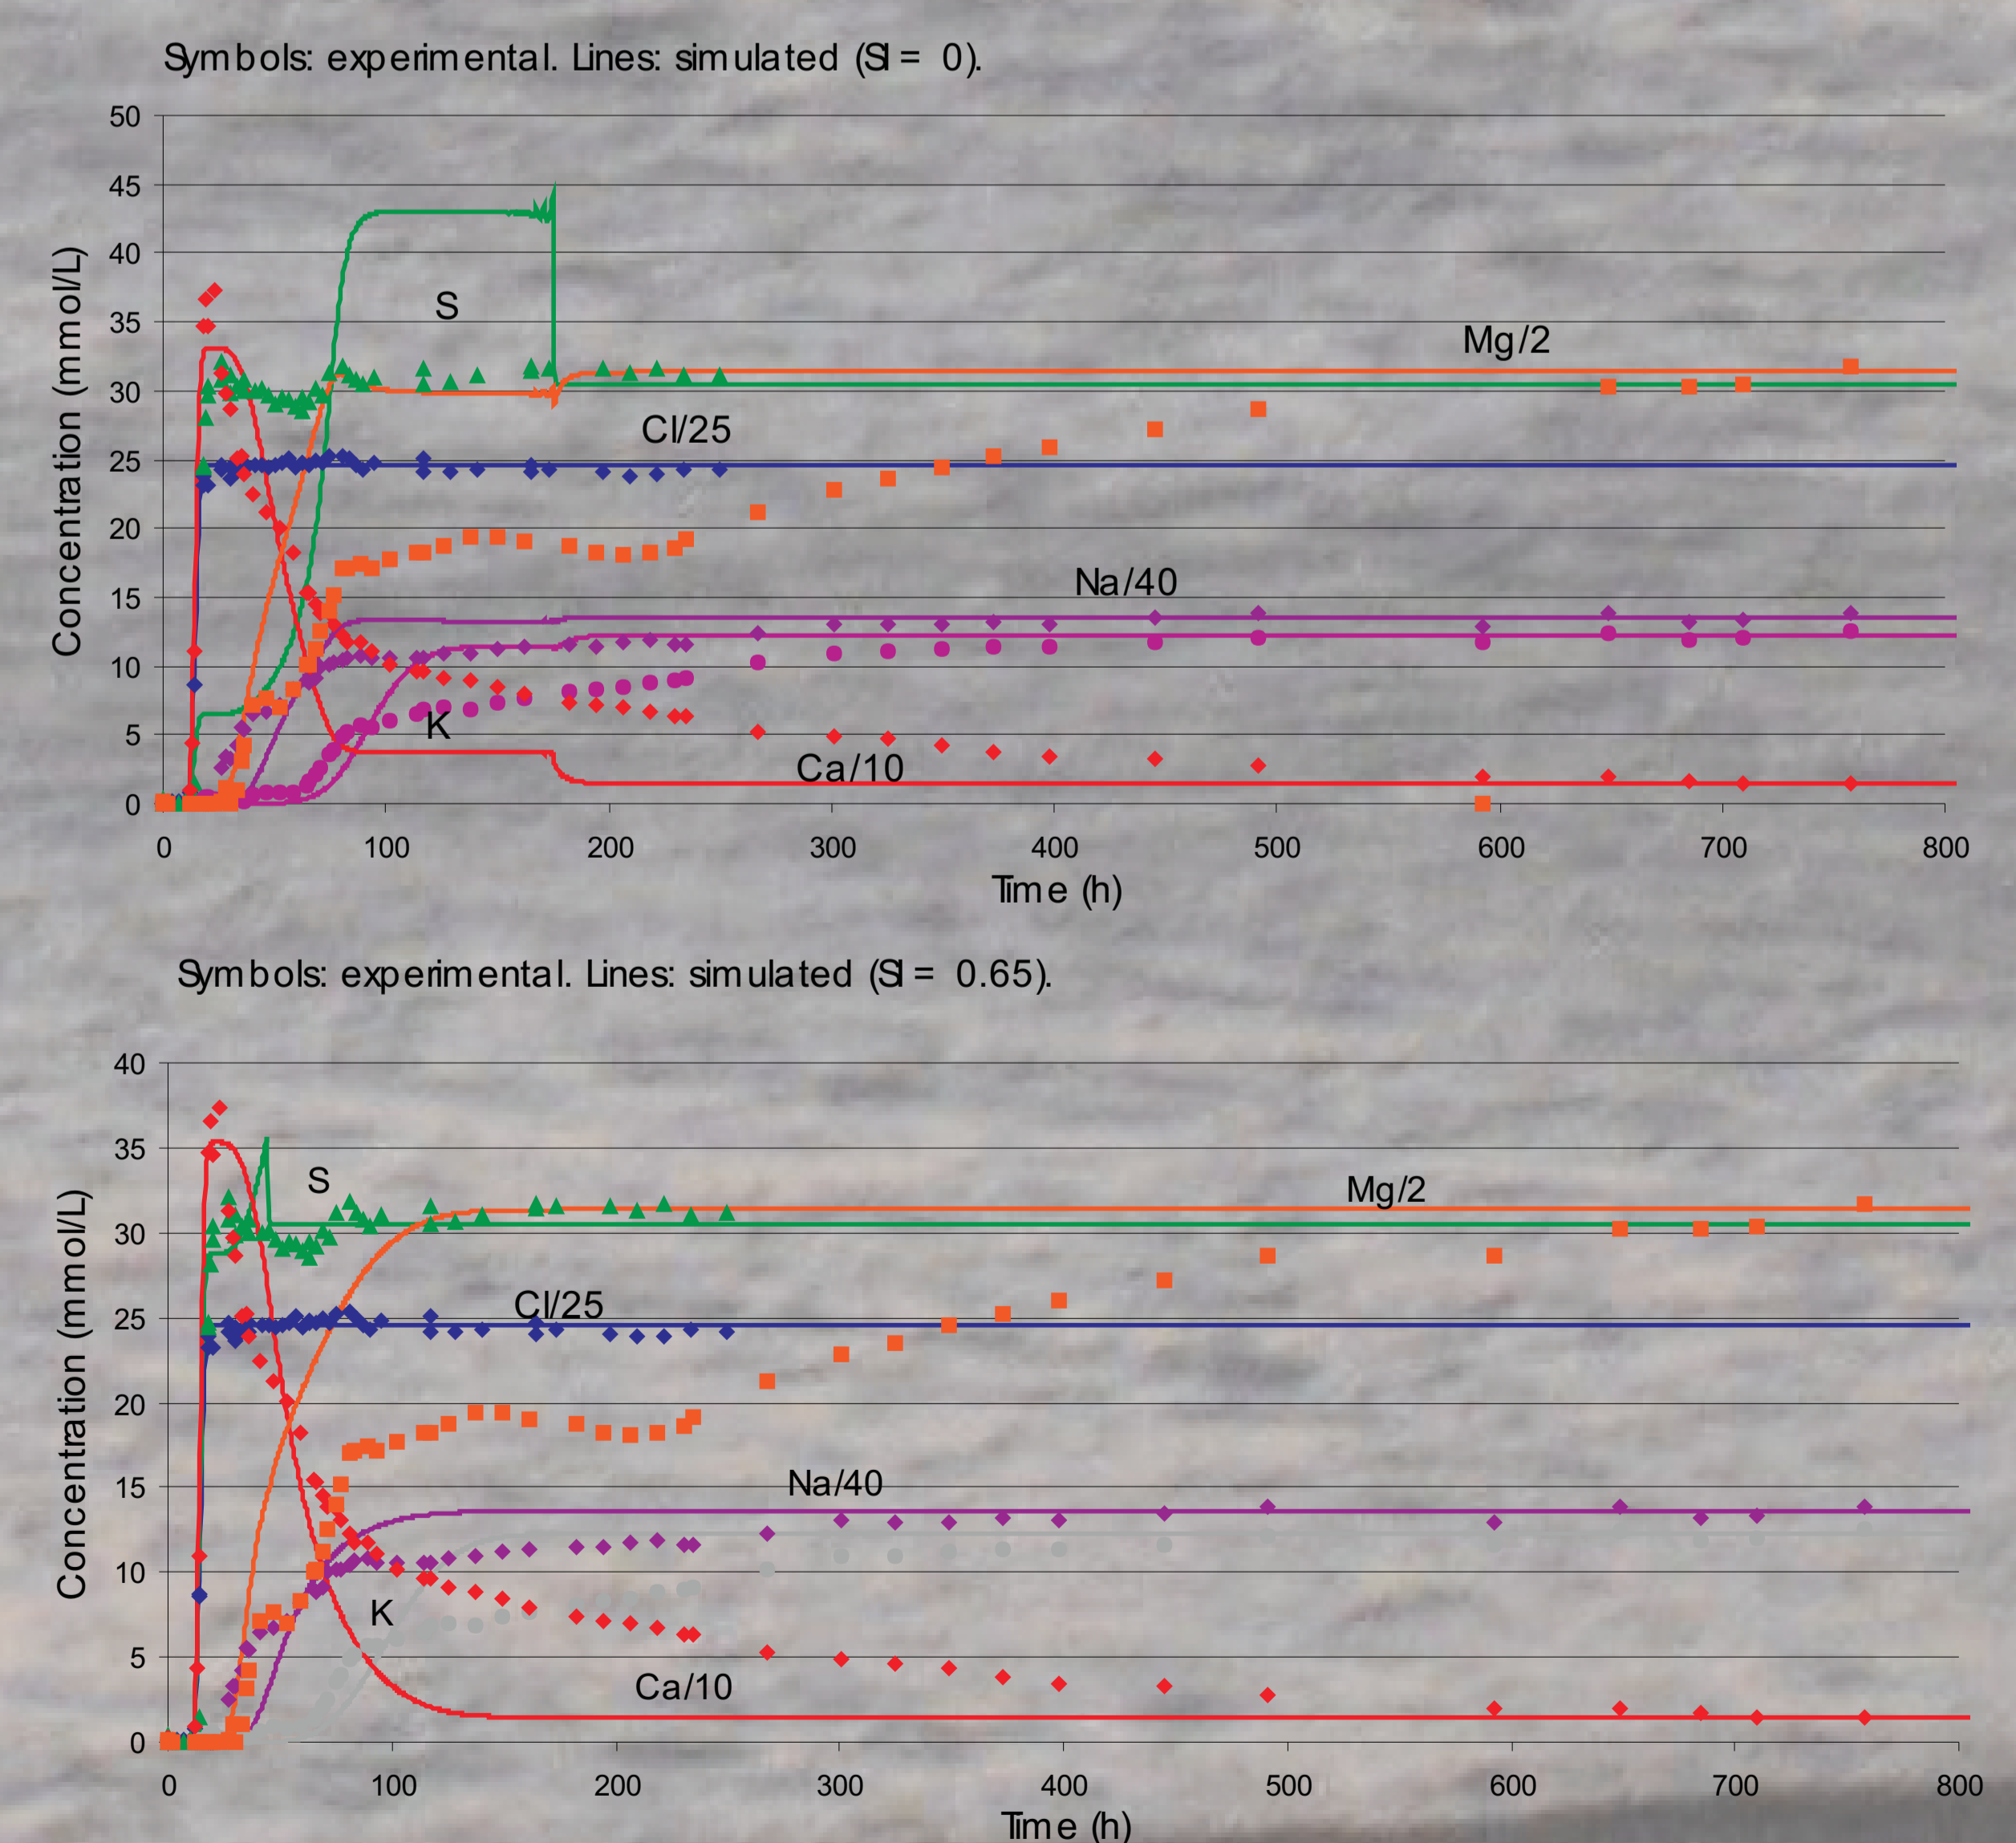 Symbols: experimental. Lines: simulated (SI = 0).
50
45
40
35
30
25
20
15
10
5
0
Concentration (mmol/L)
S
Mg/2
Cl/25
Na/40
K
Ca/10
0 100 200 300 400 500 600 700 800
Time (h)
Symbols: experimental. Lines: simulated (SI = 0.65).
40
35
30
25
20
15
10
5
0
Concentration (mmol/L)
S
Mg/2
Cl/25
Na/40
K
Ca/10
0 100 200 300 400 500 600 700 800
Time (h)